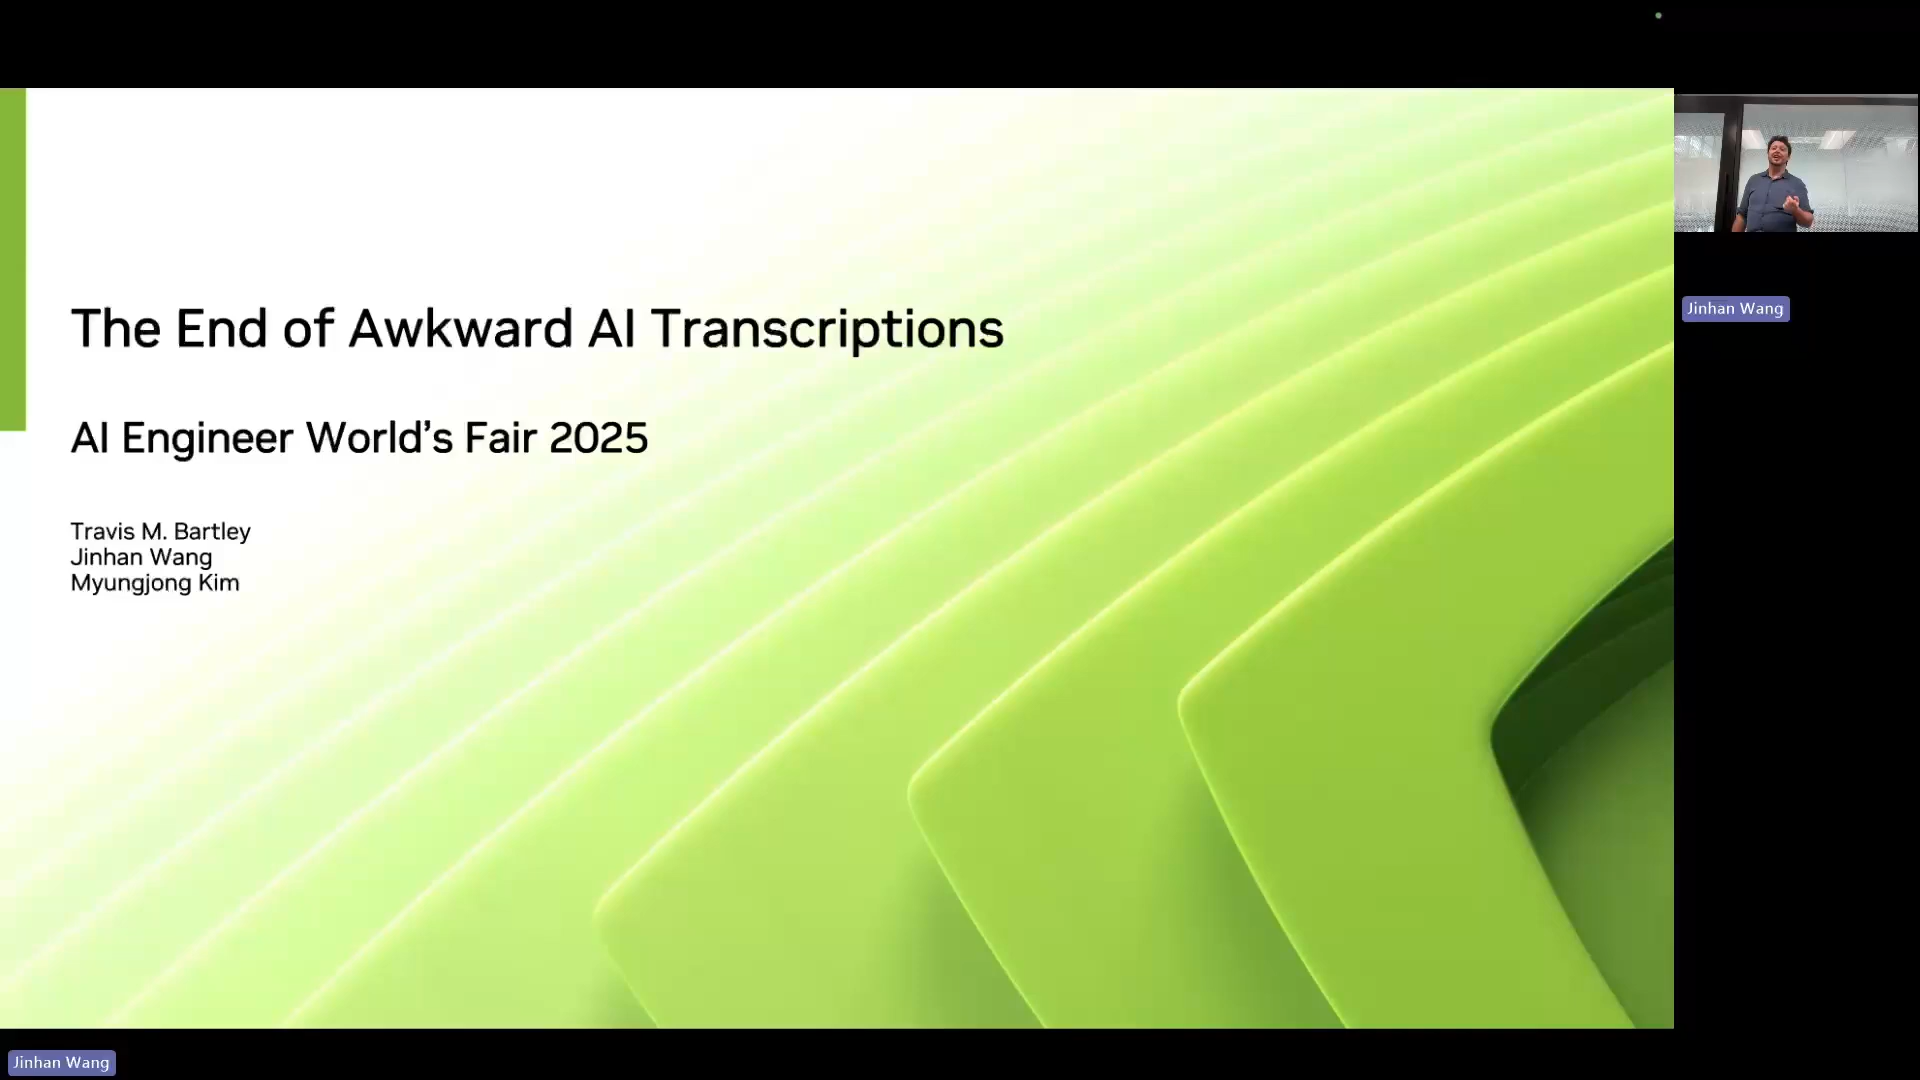 The End of Awkward AI Transcriptions
AI Engineer World’s Fair 2025
Travis M. Bartley
Jinhan Wang
Myungjong Kim
Jinhan Wang
Jinhan Wang